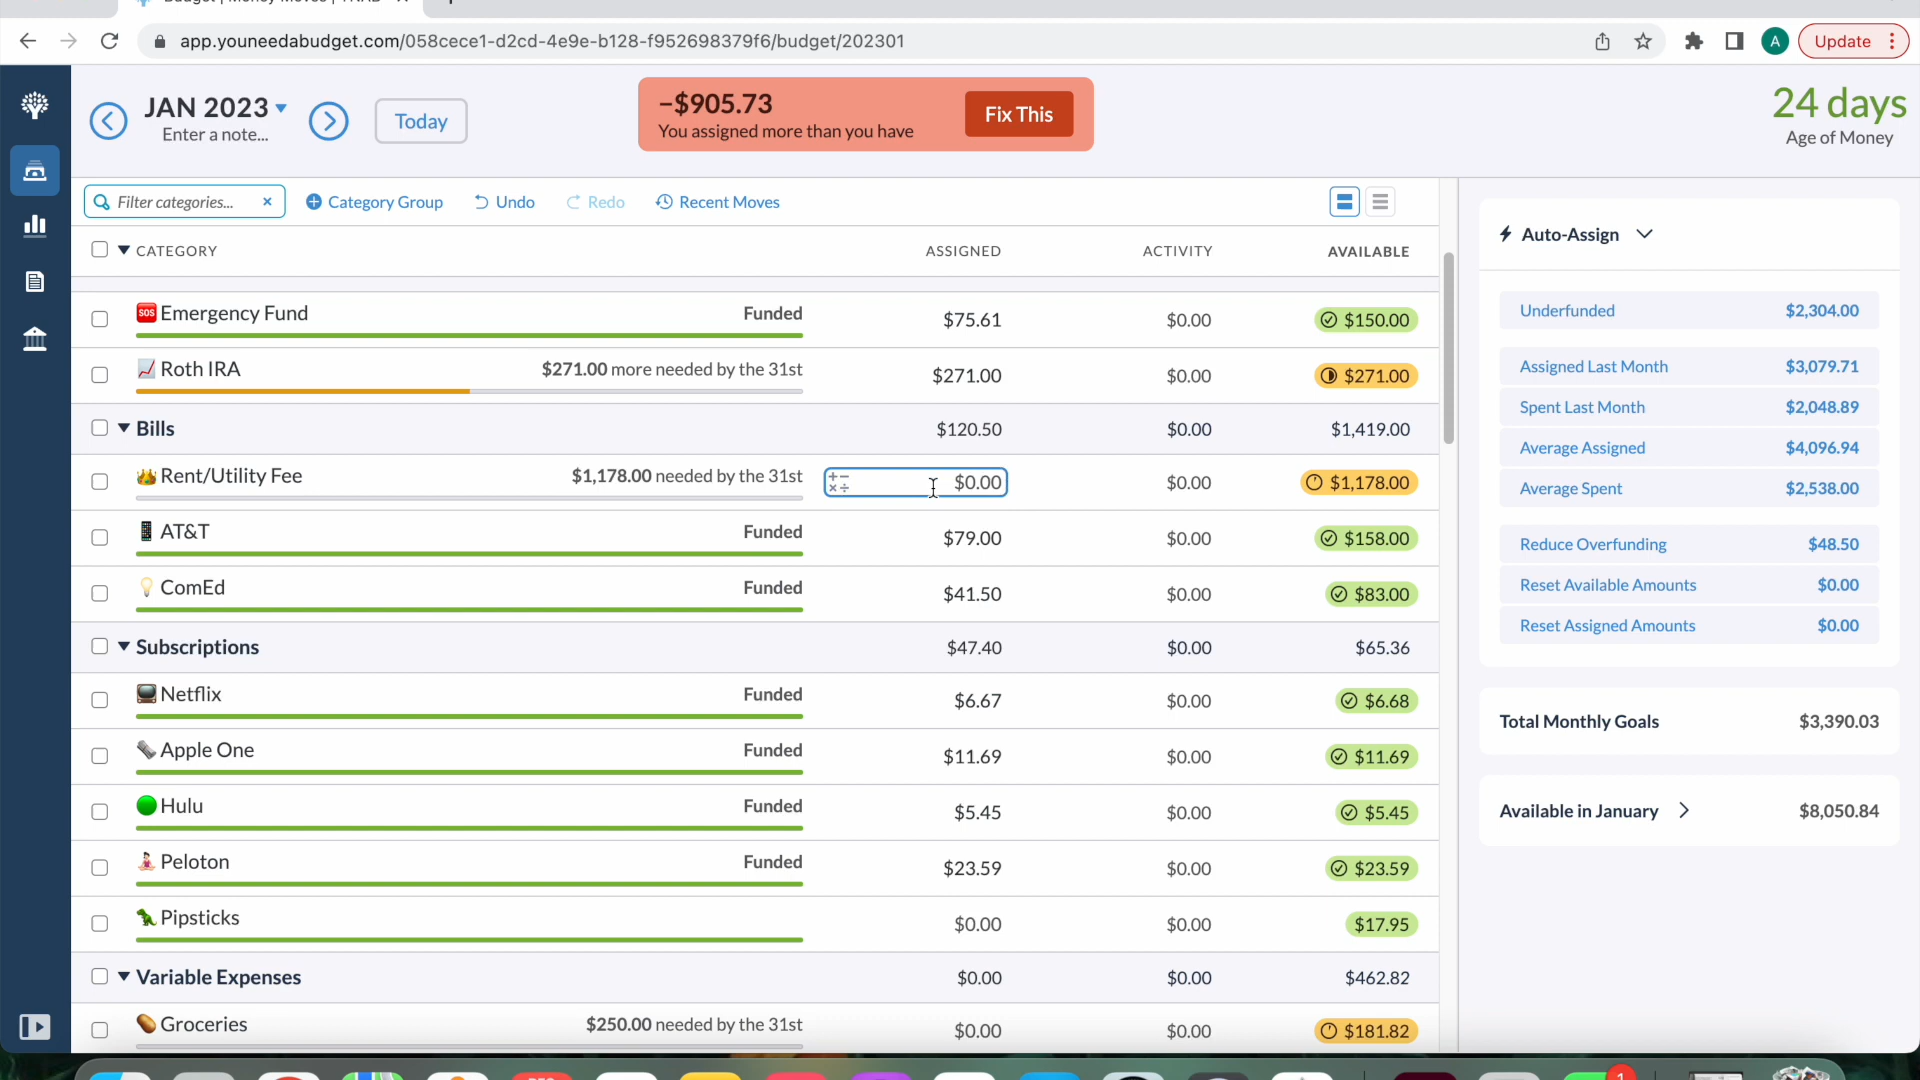 app.youneedabudget.com/058cece1-d2cd-4e9e-b128-f952698379f6/budget/202301
A
Update
JAN 2023
Enter a note...
Today
-$905.73
You assigned more than you have
Fix This
24 days
Age of Money
Filter categories...
Category Group
Undo
Redo
Recent Moves
CATEGORY ASSIGNED ACTIVITY AVAILABLE
SOS Emergency Fund Funded $75.61 $0.00 $150.00
Roth IRA $271.00 more needed by the 31st $271.00 $0.00 $271.00
Bills $120.50 $0.00 $1,419.00
Rent/Utility Fee $1,178.00 needed by the 31st $0.00 $0.00 $1,178.00
AT&T Funded $79.00 $0.00 $158.00
ComEd Funded $41.50 $0.00 $83.00
Subscriptions $47.40 $0.00 $65.36
Netflix Funded $6.67 $0.00 $6.68
Apple One Funded $11.69 $0.00 $11.69
Hulu Funded $5.45 $0.00 $5.45
Peloton Funded $23.59 $0.00 $23.59
Pipsticks $0.00 $0.00 $17.95
Variable Expenses $0.00 $0.00 $462.82
Groceries $250.00 needed by the 31st $0.00 $0.00 $181.82
Auto-Assign
Underfunded $2,304.00
Assigned Last Month $3,079.71
Spent Last Month $2,048.89
Average Assigned $4,096.94
Average Spent $2,538.00
Reduce Overfunding $48.50
Reset Available Amounts $0.00
Reset Assigned Amounts $0.00
Total Monthly Goals $3,390.03
Available in January $8,050.84
1